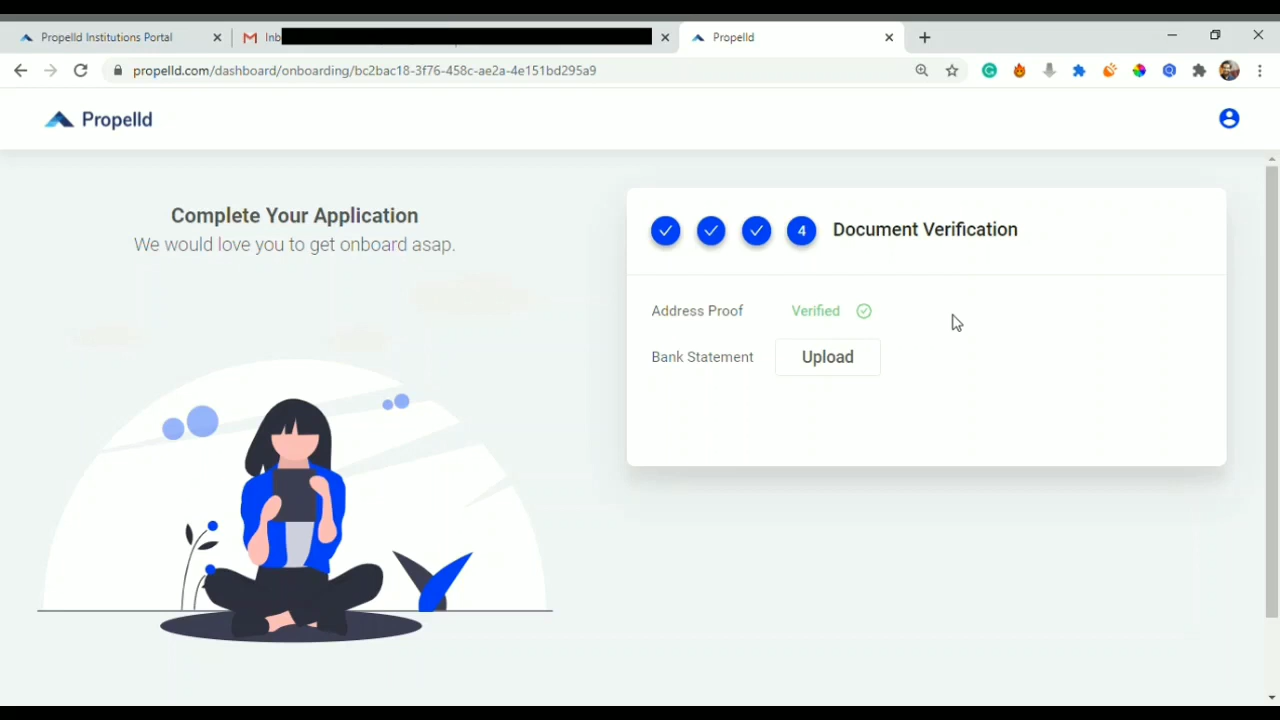 Propelld Institutions Portal
Inb
Propelld
propelld.com/dashboard/onboarding/bc2bac18-3f76-458c-ae2a-4e151bd295a9
Propelld
Complete Your Application
We would love you to get onboard asap.
4 Document Verification
Address Proof Verified
Bank Statement Upload